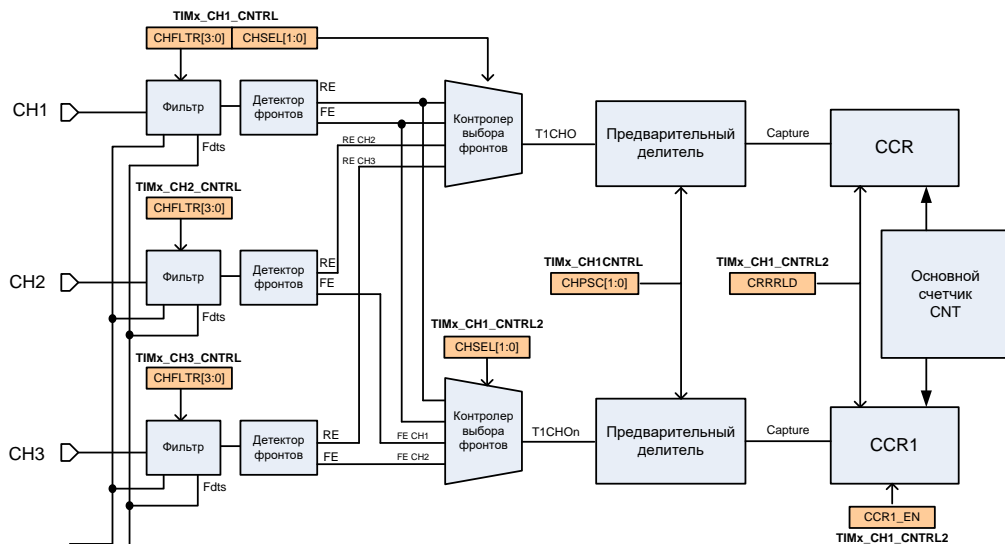 TIMx_CH1_CNTRL
CHFLTR[3:0] CHSEL[1:0]
CH1
Фильтр
Детектор
фронтов
RE
FE
Fdts
RE CH2
RE CH3
Контролер
выбора
фронтов
T1CHO
Предварительный
делитель
Capture
CCR
TIMx_CH2_CNTRL
CHFLTR[3:0]
CH2
Фильтр
Детектор
фронтов
RE
FE
Fdts
TIMx_CH1CNTRL
CHPSC[1:0]
TIMx_CH1_CNTRL2
CRRRLD
Основной
счетчик
CNT
TIMx_CH1_CNTRL2
CHSEL[1:0]
TIMx_CH3_CNTRL
CHFLTR[3:0]
CH3
Фильтр
Детектор
фронтов
RE
FE
Fdts
FE CH1
FE CH2
Контролер
выбора
фронтов
T1CHOn
Предварительный
делитель
Capture
CCR1
CCR1_EN
TIMx_CH1_CNTRL2